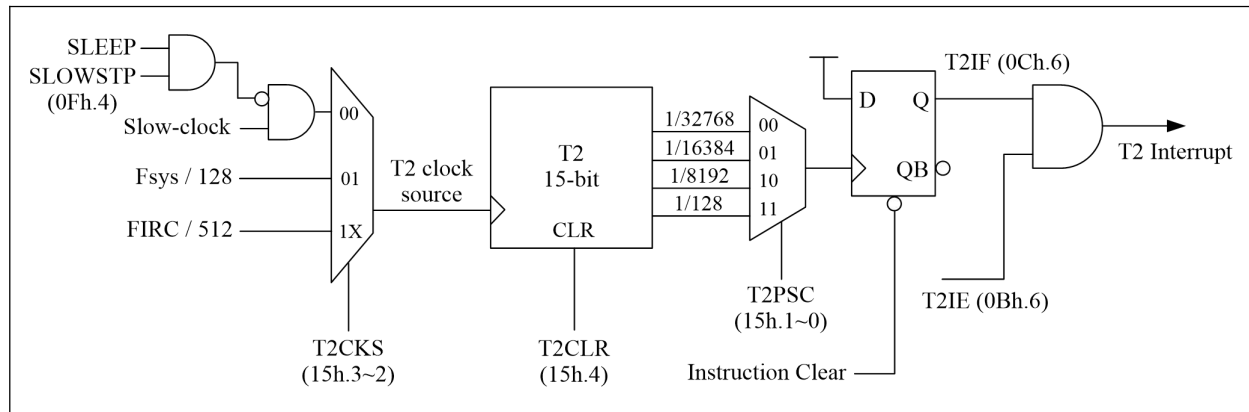 SLEEP
SLOWSTP
(0Fh.4)
Slow-clock
Fsys / 128
FIRC / 512
00
01
1X
T2CKS
(15h.3~2)
T2 clock
source
T2
15-bit
CLR
T2CLR
(15h.4)
1/32768
1/16384
1/8192
1/128
00
01
10
11
T2PSC
(15h.1~0)
D
Q
QB
T2IF (0Ch.6)
T2 Interrupt
T2IE (0Bh.6)
Instruction Clear